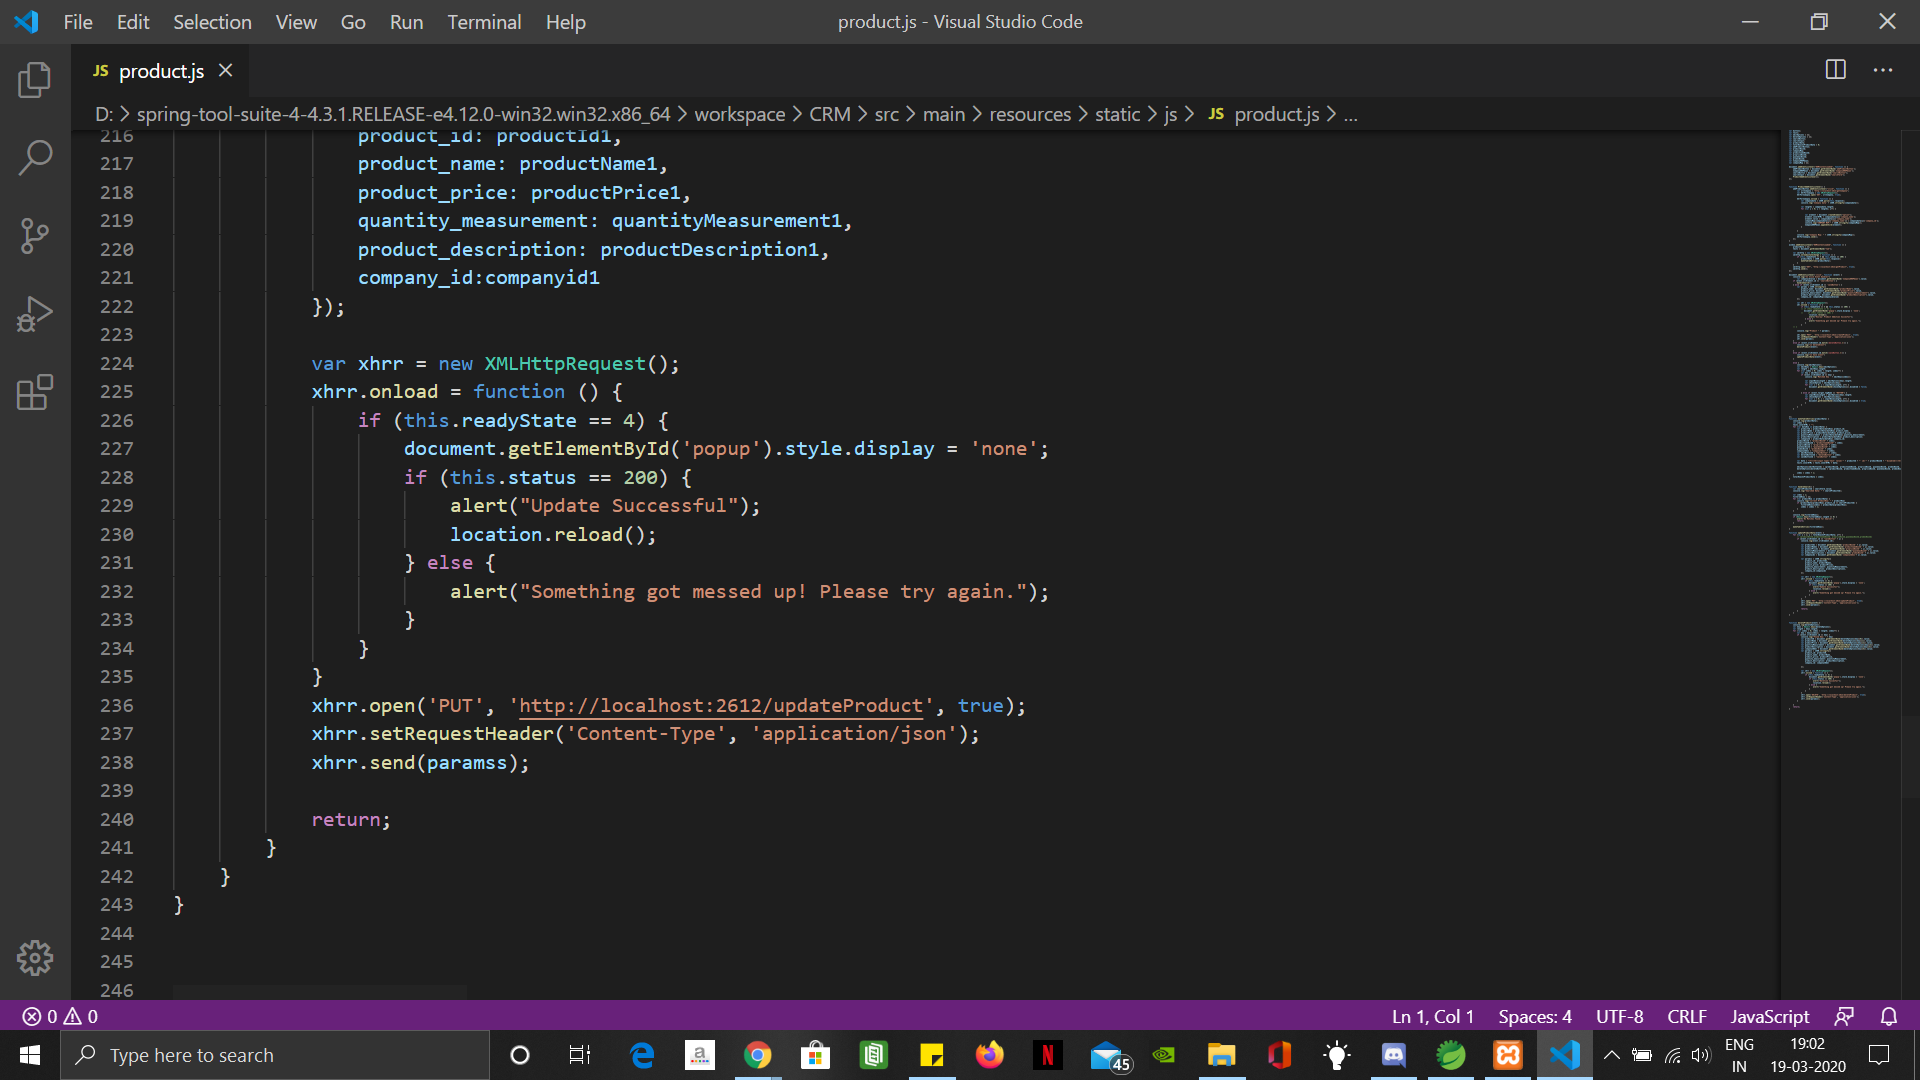 File Edit Selection View Go Run Terminal Help product.js - Visual Studio Code
JS product.js
D: > spring-tool-suite-4-4.3.1.RELEASE-e4.12.0-win32.win32.x86_64 > workspace > CRM > src > main > resources > static > js > JS product.js > ...
216 product_id: productId1,
217 product_name: productName1,
218 product_price: productPrice1,
219 quantity_measurement: quantityMeasurement1,
220 product_description: productDescription1,
221 company_id:companyid1
222 });
223
224 var xhrr = new XMLHttpRequest();
225 xhrr.onload = function () {
226 if (this.readyState == 4) {
227 document.getElementById('popup').style.display = 'none';
228 if (this.status == 200) {
229 alert("Update Successful");
230 location.reload();
231 } else {
232 alert("Something got messed up! Please try again.");
233 }
234 }
235 }
236 xhrr.open('PUT', 'http://localhost:2612/updateProduct', true);
237 xhrr.setRequestHeader('Content-Type', 'application/json');
238 xhrr.send(paramss);
239
240 return;
241 }
242 }
243 }
244
245
246
0 0 Ln 1, Col 1 Spaces: 4 UTF-8 CRLF JavaScript
Type here to search
a
N
45
ENG
IN
19:02
19-03-2020